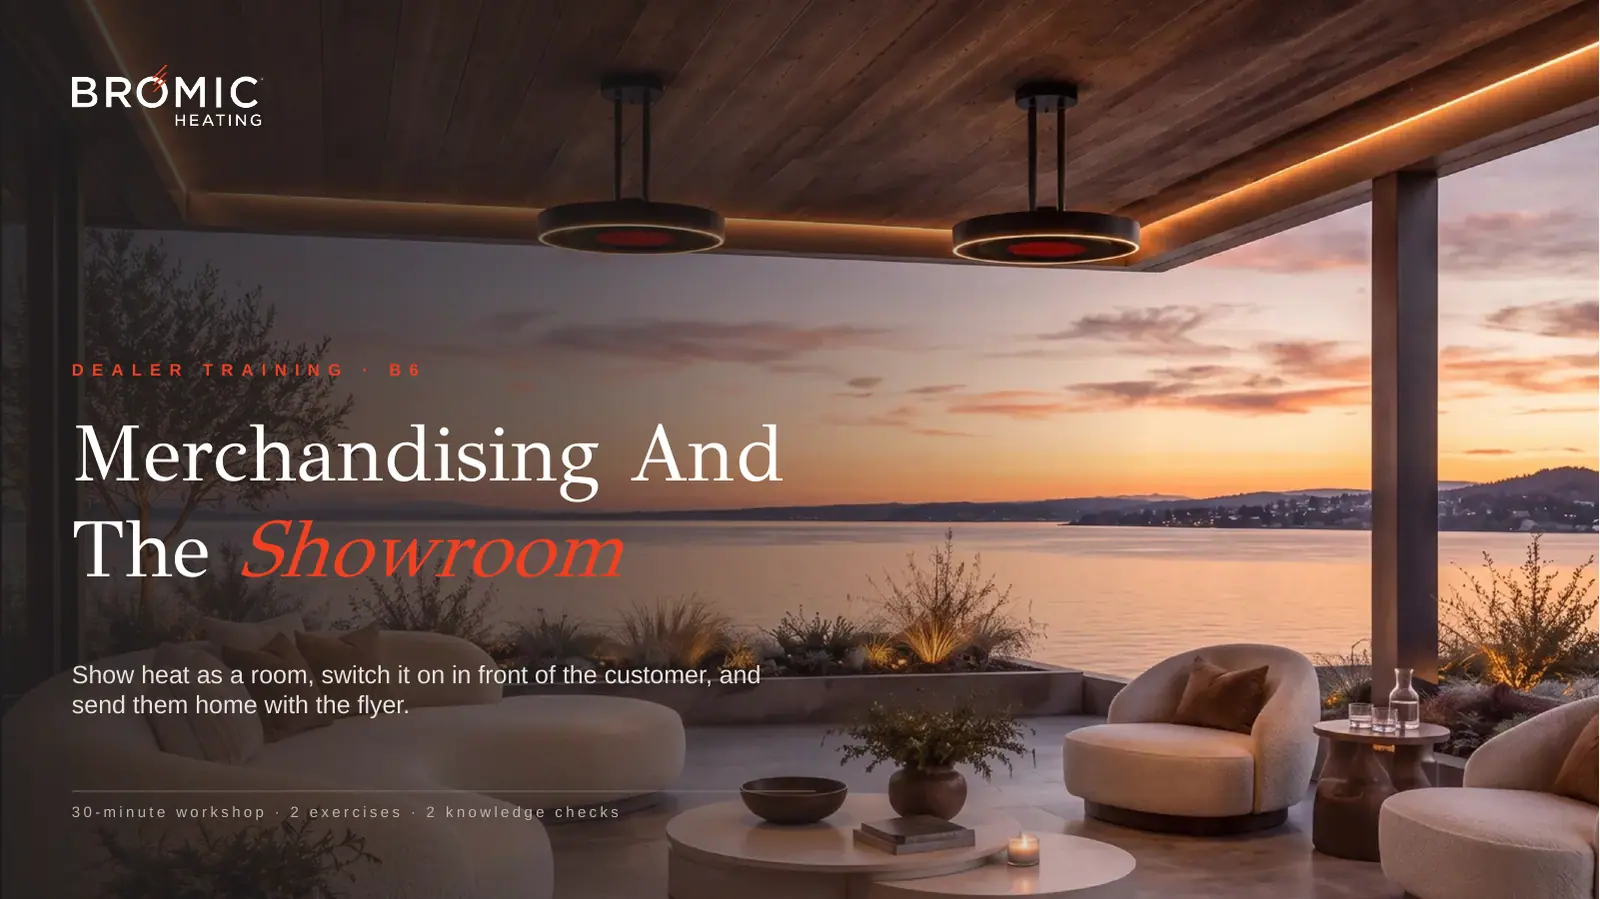 BROMIC
HEATING
DEALER TRAINING · B6
Merchandising And
The Showroom
Show heat as a room, switch it on in front of the customer, and
send them home with the flyer.
30-minute workshop · 2 exercises · 2 knowledge checks